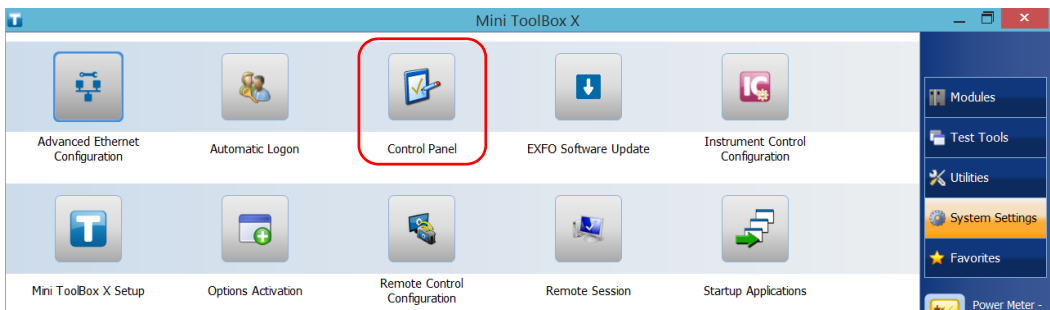 Mini ToolBox X
Advanced Ethernet
Configuration
Automatic Logon
Control Panel
EXFO Software Update
Instrument Control
Configuration
Mini ToolBox X Setup
Options Activation
Remote Control
Configuration
Remote Session
Startup Applications
Modules
Test Tools
Utilities
System Settings
Favorites
Power Meter -